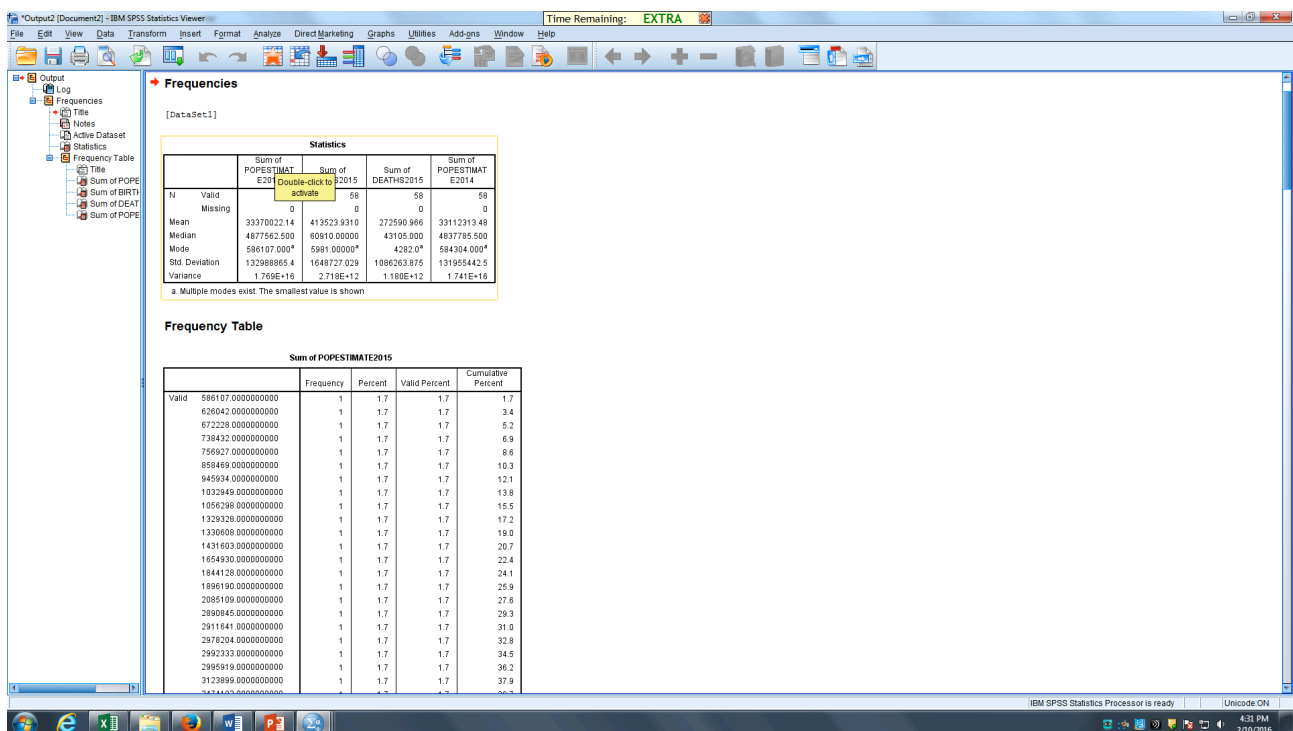 *Output2 [Document2] - IBM SPSS Statistics Viewer
Time Remaining: EXTRA
File Edit View Data Transform Insert Format Analyze Direct Marketing Graphs Utilities Add-ons Window Help
Output
Log
Frequencies
Title
Notes
Active Dataset
Statistics
Frequency Table
Title
Sum of POPE
Sum of BIRTH
Sum of DEAT
Sum of POPE
Frequencies
[DataSet1]
Statistics
Sum of POPESTIMAT Sum of Sum of DEATHS2015 Sum of POPESTIMAT E2014
Double-click to activate
N Valid 58 58 58
Missing 0 0 0 0
Mean 33370022.14 413523.9310 272590.966 33112313.48
Median 4877562.500 60910.00000 43105.000 4837785.500
Mode 586107.000a 5981.00000a 4282.0a 584304.000a
Std. Deviation 132988865.4 1648727.029 1086263.875 131955442.5
Variance 1.769E+16 2.718E+12 1.180E+12 1.741E+16
a. Multiple modes exist. The smallest value is shown
Frequency Table
Sum of POPESTIMATE2015
Frequency Percent Valid Percent Cumulative Percent
Valid 586107.0000000000 1 1.7 1.7 1.7
626042.0000000000 1 1.7 1.7 3.4
672228.0000000000 1 1.7 1.7 5.2
738432.0000000000 1 1.7 1.7 6.9
756927.0000000000 1 1.7 1.7 8.6
858469.0000000000 1 1.7 1.7 10.3
945934.0000000000 1 1.7 1.7 12.1
1032949.0000000000 1 1.7 1.7 13.8
1056298.0000000000 1 1.7 1.7 15.5
1329328.0000000000 1 1.7 1.7 17.2
1330608.0000000000 1 1.7 1.7 19.0
1431603.0000000000 1 1.7 1.7 20.7
1654930.0000000000 1 1.7 1.7 22.4
1844128.0000000000 1 1.7 1.7 24.1
1896190.0000000000 1 1.7 1.7 25.9
2085109.0000000000 1 1.7 1.7 27.6
2890845.0000000000 1 1.7 1.7 29.3
2911641.0000000000 1 1.7 1.7 31.0
2978204.0000000000 1 1.7 1.7 32.8
2992333.0000000000 1 1.7 1.7 34.5
2995919.0000000000 1 1.7 1.7 36.2
3123899.0000000000 1 1.7 1.7 37.9
IBM SPSS Statistics Processor is ready Unicode:ON
4:31 PM
2/10/2016